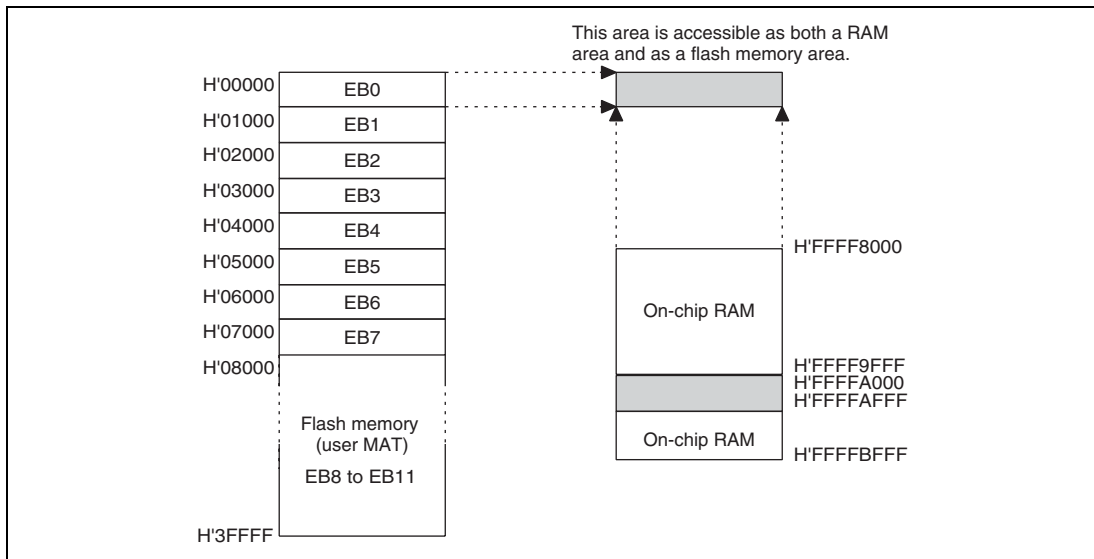 This area is accessible as both a RAM
area and as a flash memory area.
H'00000
EB0
H'01000
EB1
H'02000
EB2
H'03000
EB3
H'04000
EB4
H'05000
EB5
H'06000
EB6
H'07000
EB7
H'08000
Flash memory
(user MAT)
EB8 to EB11
H'3FFFF
H'FFFF8000
On-chip RAM
H'FFFF9FFF
H'FFFFA000
H'FFFFAFFF
On-chip RAM
H'FFFFBFFF